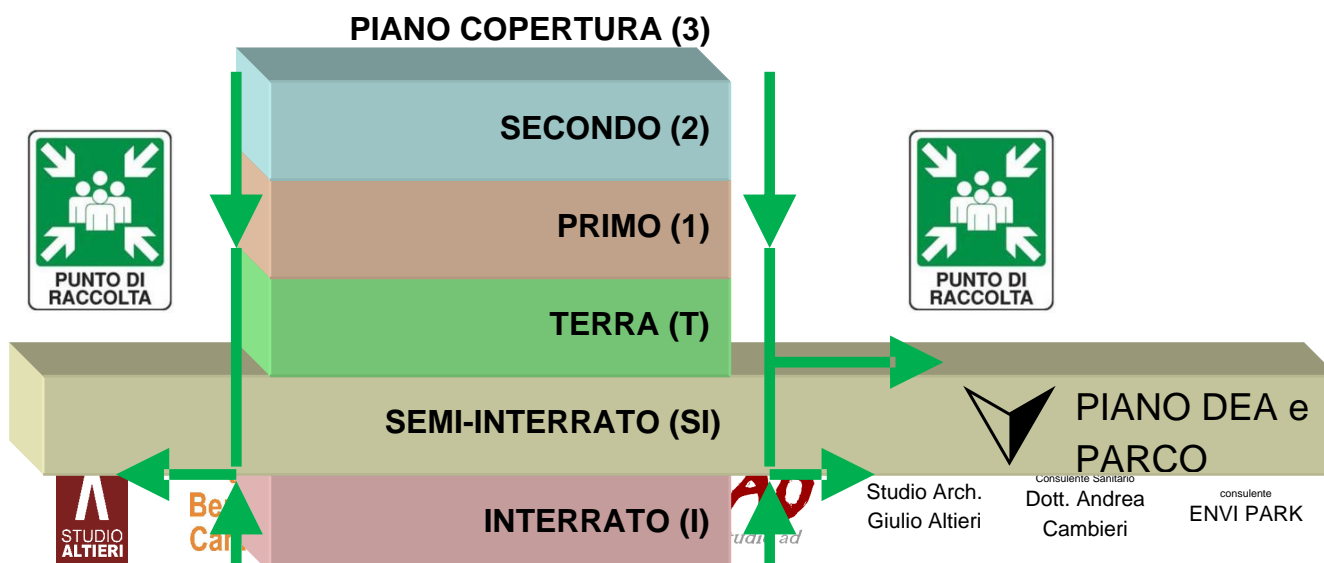 PIANO COPERTURA (3)
SECONDO (2)
PRIMO (1)
TERRA (T)
SEMI-INTERRATO (SI)
INTERRATO (I)
PUNTO DI
RACCOLTA
PUNTO DI
RACCOLTA
PIANO DEA e
PARCO
STUDIO
ALTIERI
Studio Arch.
Giulio Altieri
Consulente Sanitario
Dott. Andrea
Cambieri
consulente
ENVI PARK